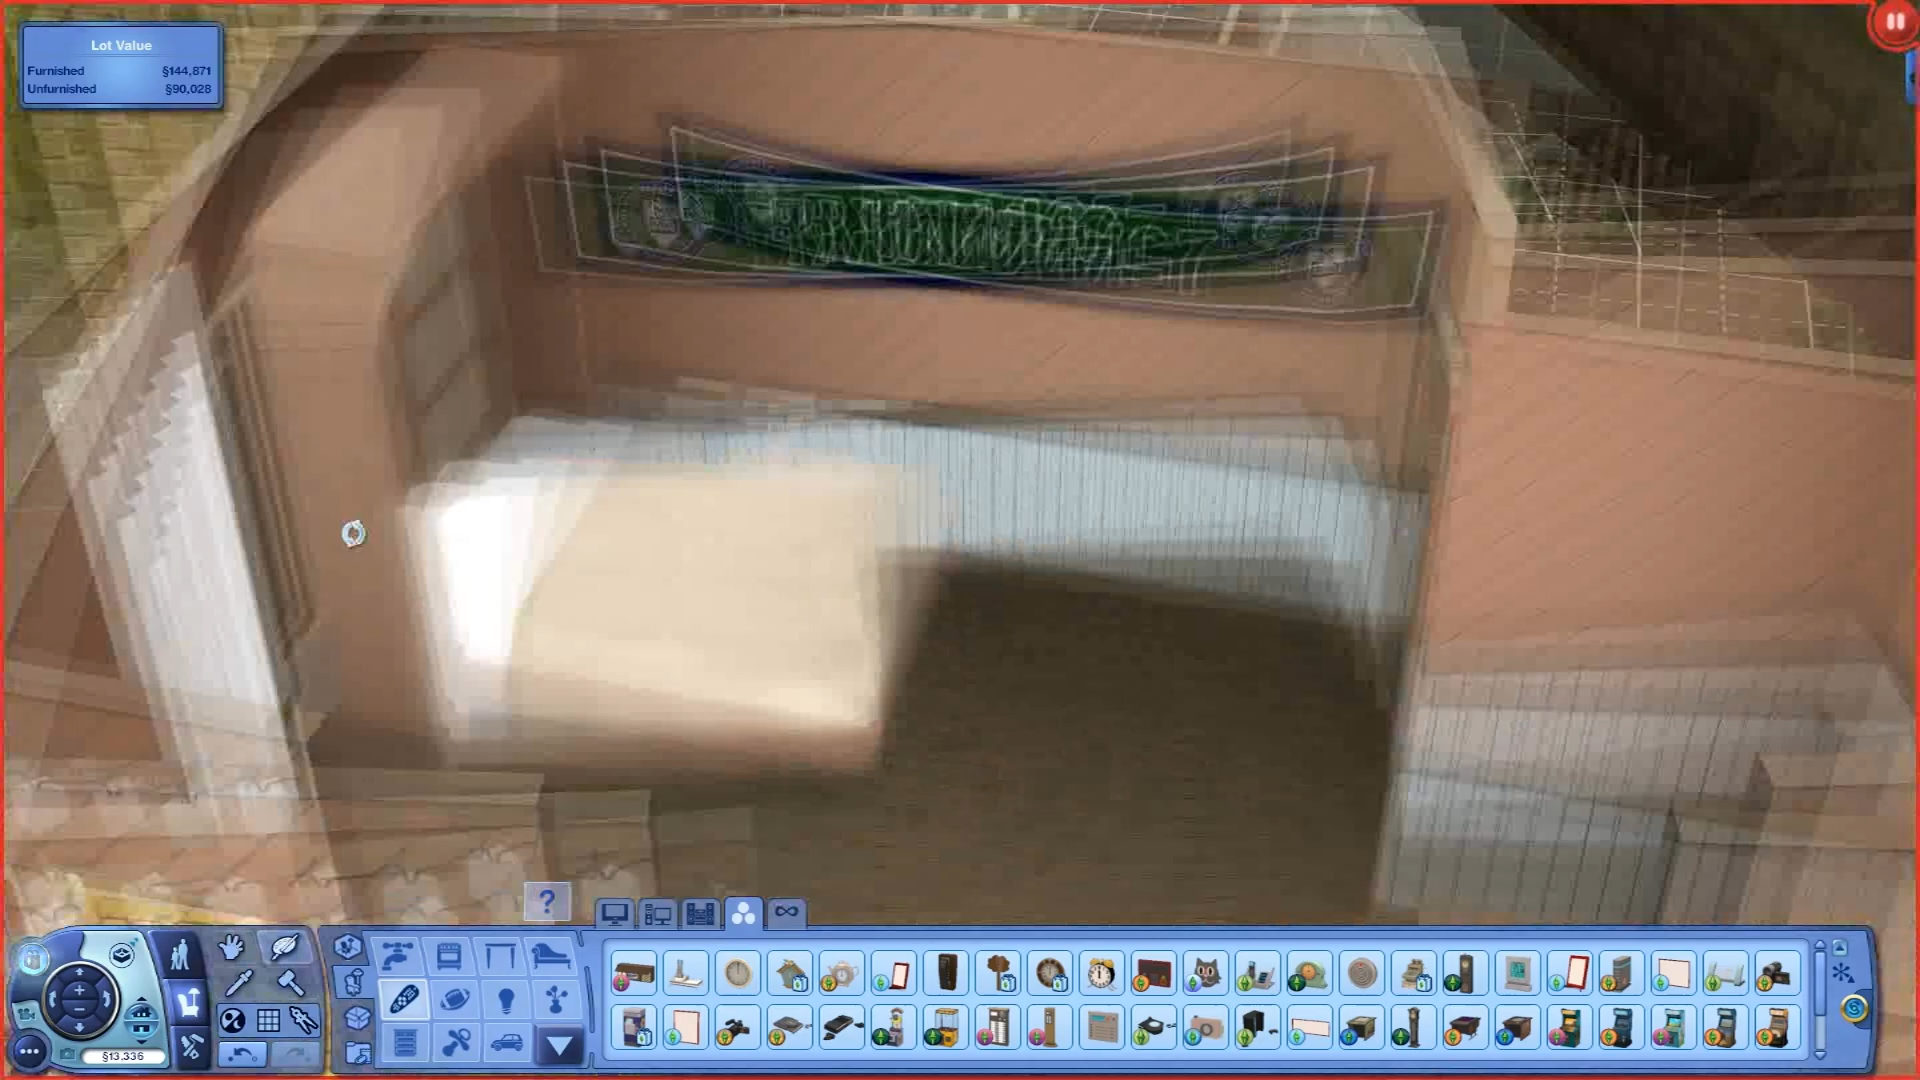 Lot Value
Furnished §144,871
Unfurnished §90,028
?
§13,336